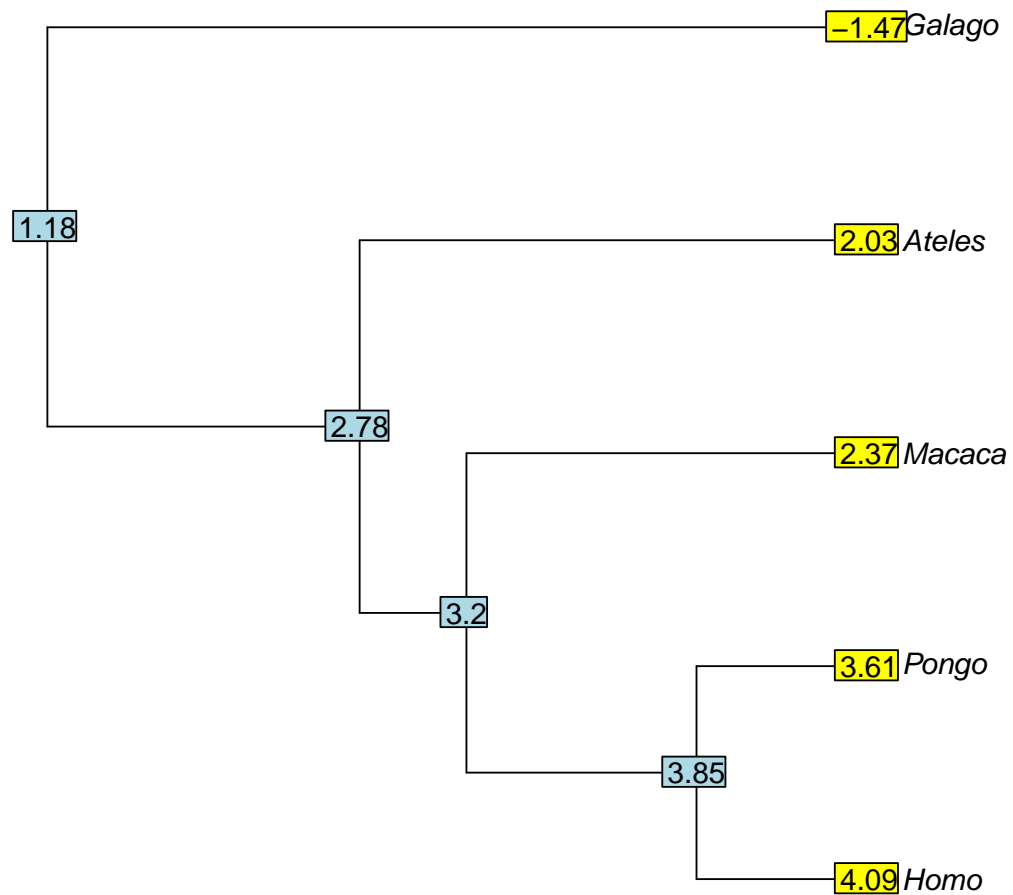 −1.47 Galago
1.18
2.03 Ateles
2.78
2.37 Macaca
3.2
3.61 Pongo
3.85
4.09 Homo